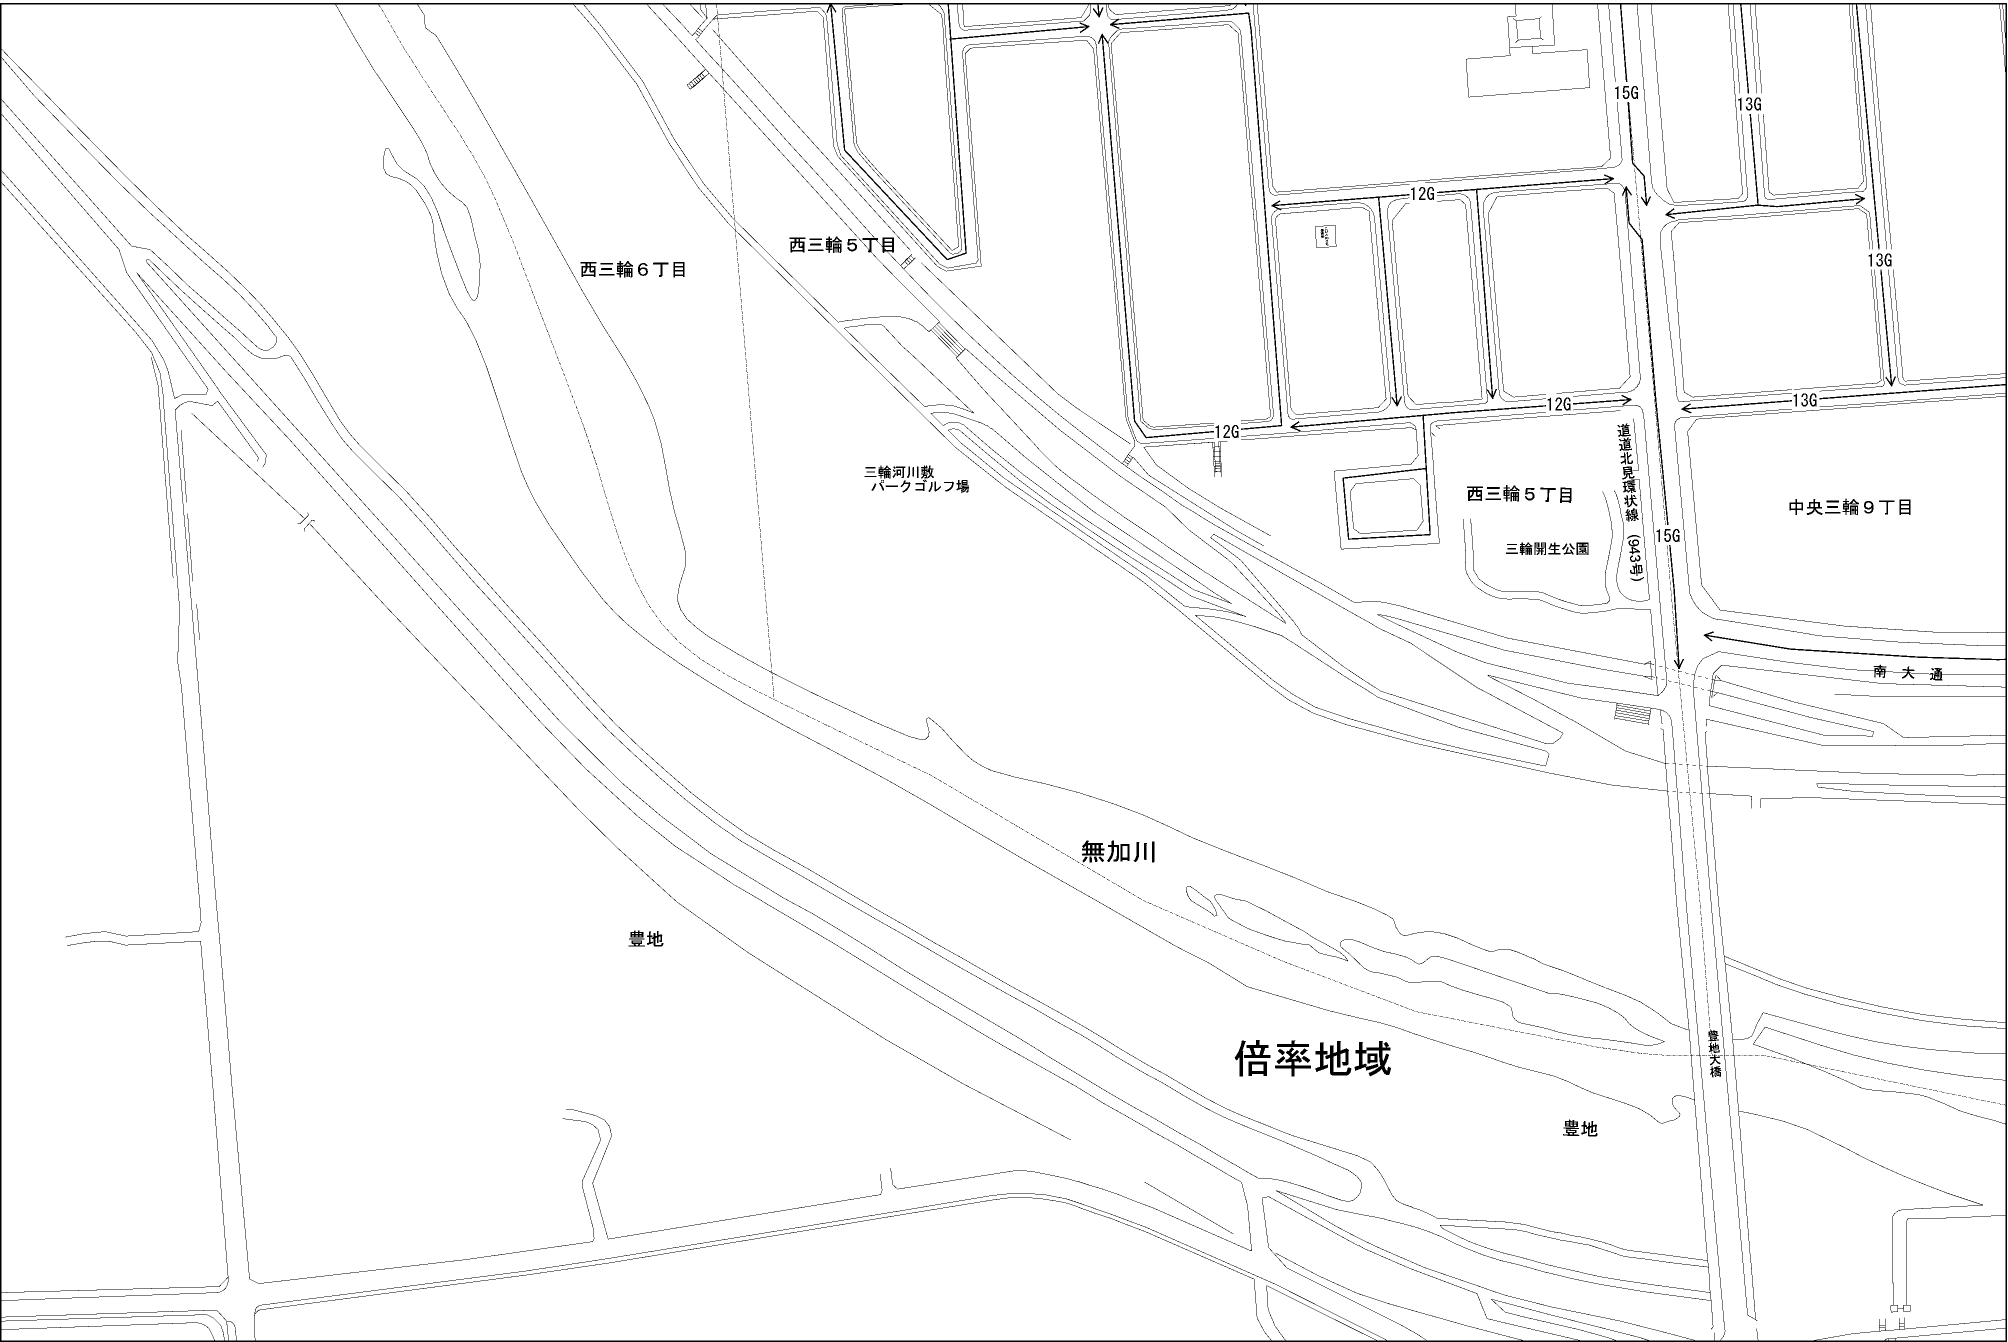 15G
13G
12G
西三輪５丁目
西三輪６丁目
13G
13G
12G
12G
道道北見環状線 (943号)
三輪河川敷
パークゴルフ場
西三輪５丁目
中央三輪９丁目
15G
三輪開生公園
南大通
無加川
豊地
倍率地域
豊地大橋
豊地